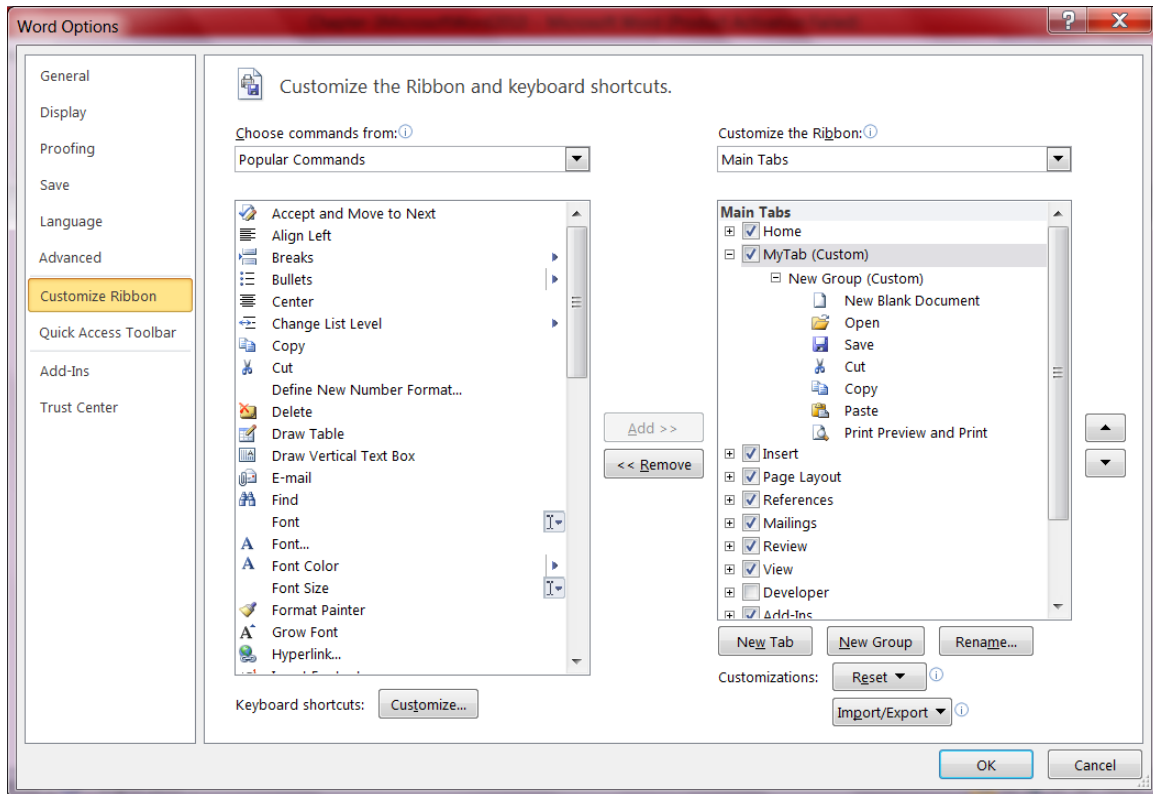 Word Options
General
Display
Proofing
Save
Language
Advanced
Customize Ribbon
Quick Access Toolbar
Add-Ins
Trust Center
Customize the Ribbon and keyboard shortcuts.
Choose commands from:
Popular Commands
Accept and Move to Next
Align Left
Breaks
Bullets
Center
Change List Level
Copy
Cut
Define New Number Format...
Delete
Draw Table
Draw Vertical Text Box
E-mail
Find
Font
Font...
Font Color
Font Size
Format Painter
Grow Font
Hyperlink...
Keyboard shortcuts: Customize...
Add >>
<< Remove
Customize the Ribbon:
Main Tabs
Main Tabs
Home
MyTab (Custom)
New Group (Custom)
New Blank Document
Open
Save
Cut
Copy
Paste
Print Preview and Print
Insert
Page Layout
References
Mailings
Review
View
Developer
Add-Ins
New Tab New Group Rename...
Customizations: Reset
Import/Export
OK Cancel